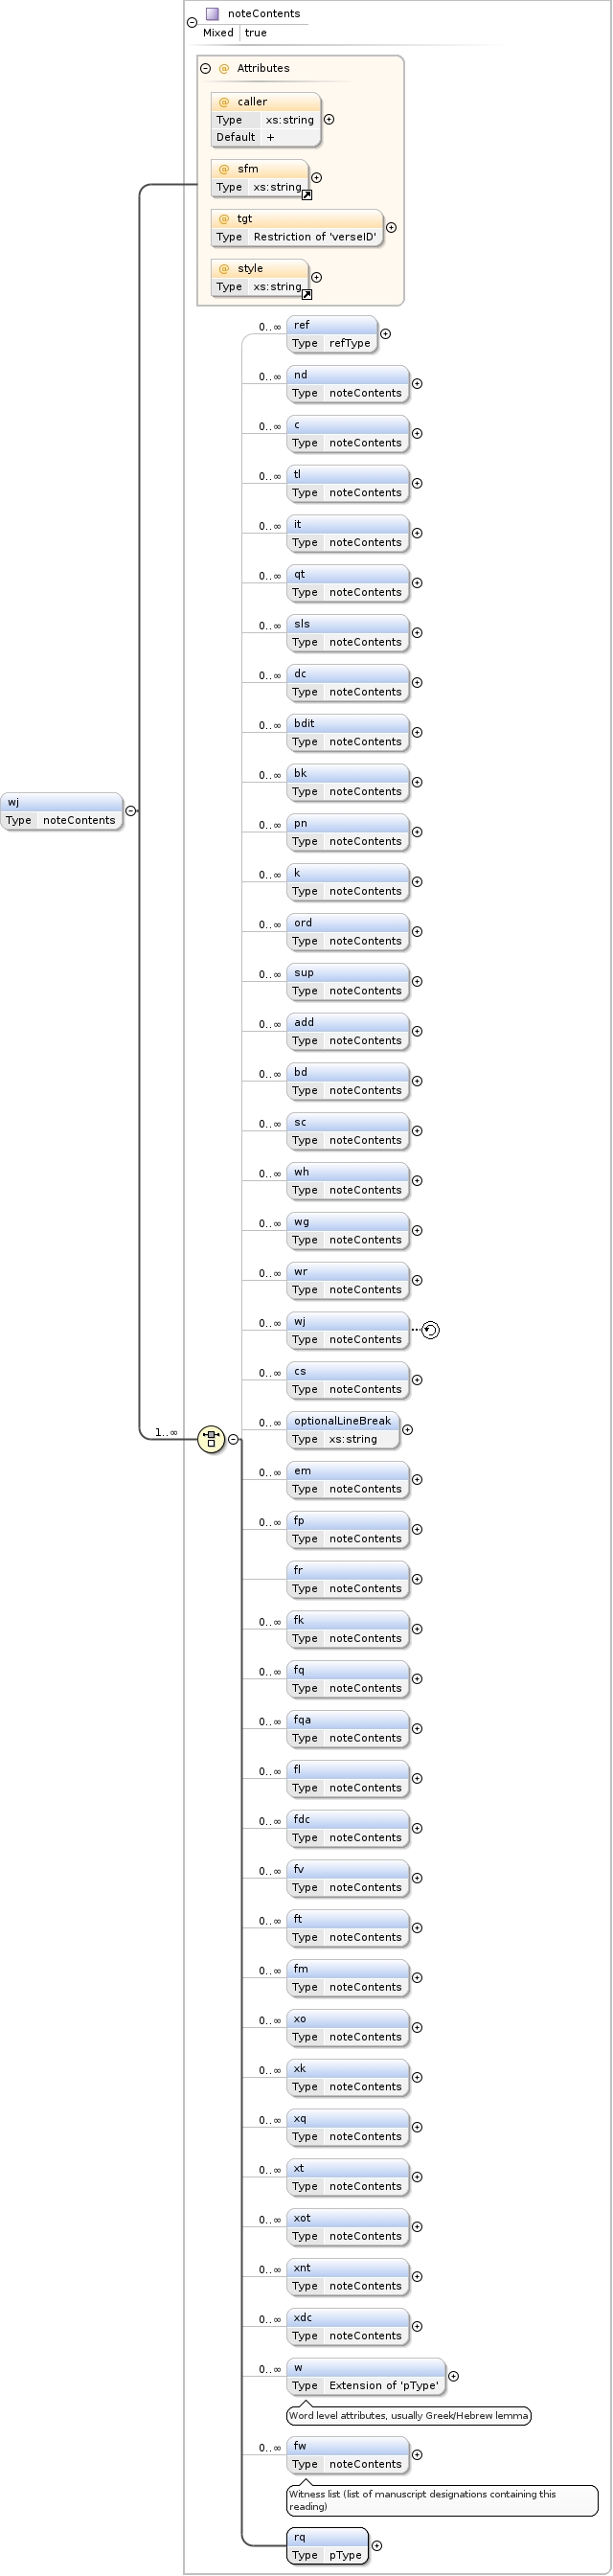 noteContents
Mixed true
Attributes
@ caller
Type xs:string
Default +
@ sfm
Type xs:string
@ tgt
Type Restriction of 'verseID'
@ style
Type xs:string
0..∞ ref
Type refType
0..∞ nd
Type noteContents
0..∞ c
Type noteContents
0..∞ tl
Type noteContents
0..∞ it
Type noteContents
0..∞ qt
Type noteContents
0..∞ sls
Type noteContents
0..∞ dc
Type noteContents
0..∞ bdit
Type noteContents
0..∞ bk
Type noteContents
wj
Type noteContents
0..∞ pn
Type noteContents
0..∞ k
Type noteContents
0..∞ ord
Type noteContents
0..∞ sup
Type noteContents
0..∞ add
Type noteContents
0..∞ bd
Type noteContents
0..∞ sc
Type noteContents
0..∞ wh
Type noteContents
0..∞ wg
Type noteContents
0..∞ wr
Type noteContents
0..∞ wj
Type noteContents
0..∞ cs
Type noteContents
0..∞ optionalLineBreak
1..∞
Type xs:string
0..∞ em
Type noteContents
0..∞ fp
Type noteContents
fr
Type noteContents
0..∞ fk
Type noteContents
0..∞ fq
Type noteContents
0..∞ fqa
Type noteContents
0..∞ fl
Type noteContents
0..∞ fdc
Type noteContents
0..∞ fv
Type noteContents
0..∞ ft
Type noteContents
0..∞ fm
Type noteContents
0..∞ xo
Type noteContents
0..∞ xk
Type noteContents
0..∞ xq
Type noteContents
0..∞ xt
Type noteContents
0..∞ xot
Type noteContents
0..∞ xnt
Type noteContents
0..∞ xdc
Type noteContents
0..∞ w
Type Extension of 'pType'
Word level attributes, usually Greek/Hebrew lemma
0..∞ fw
Type noteContents
Witness list (list of manuscript designations containing this
reading)
rq
Type pType